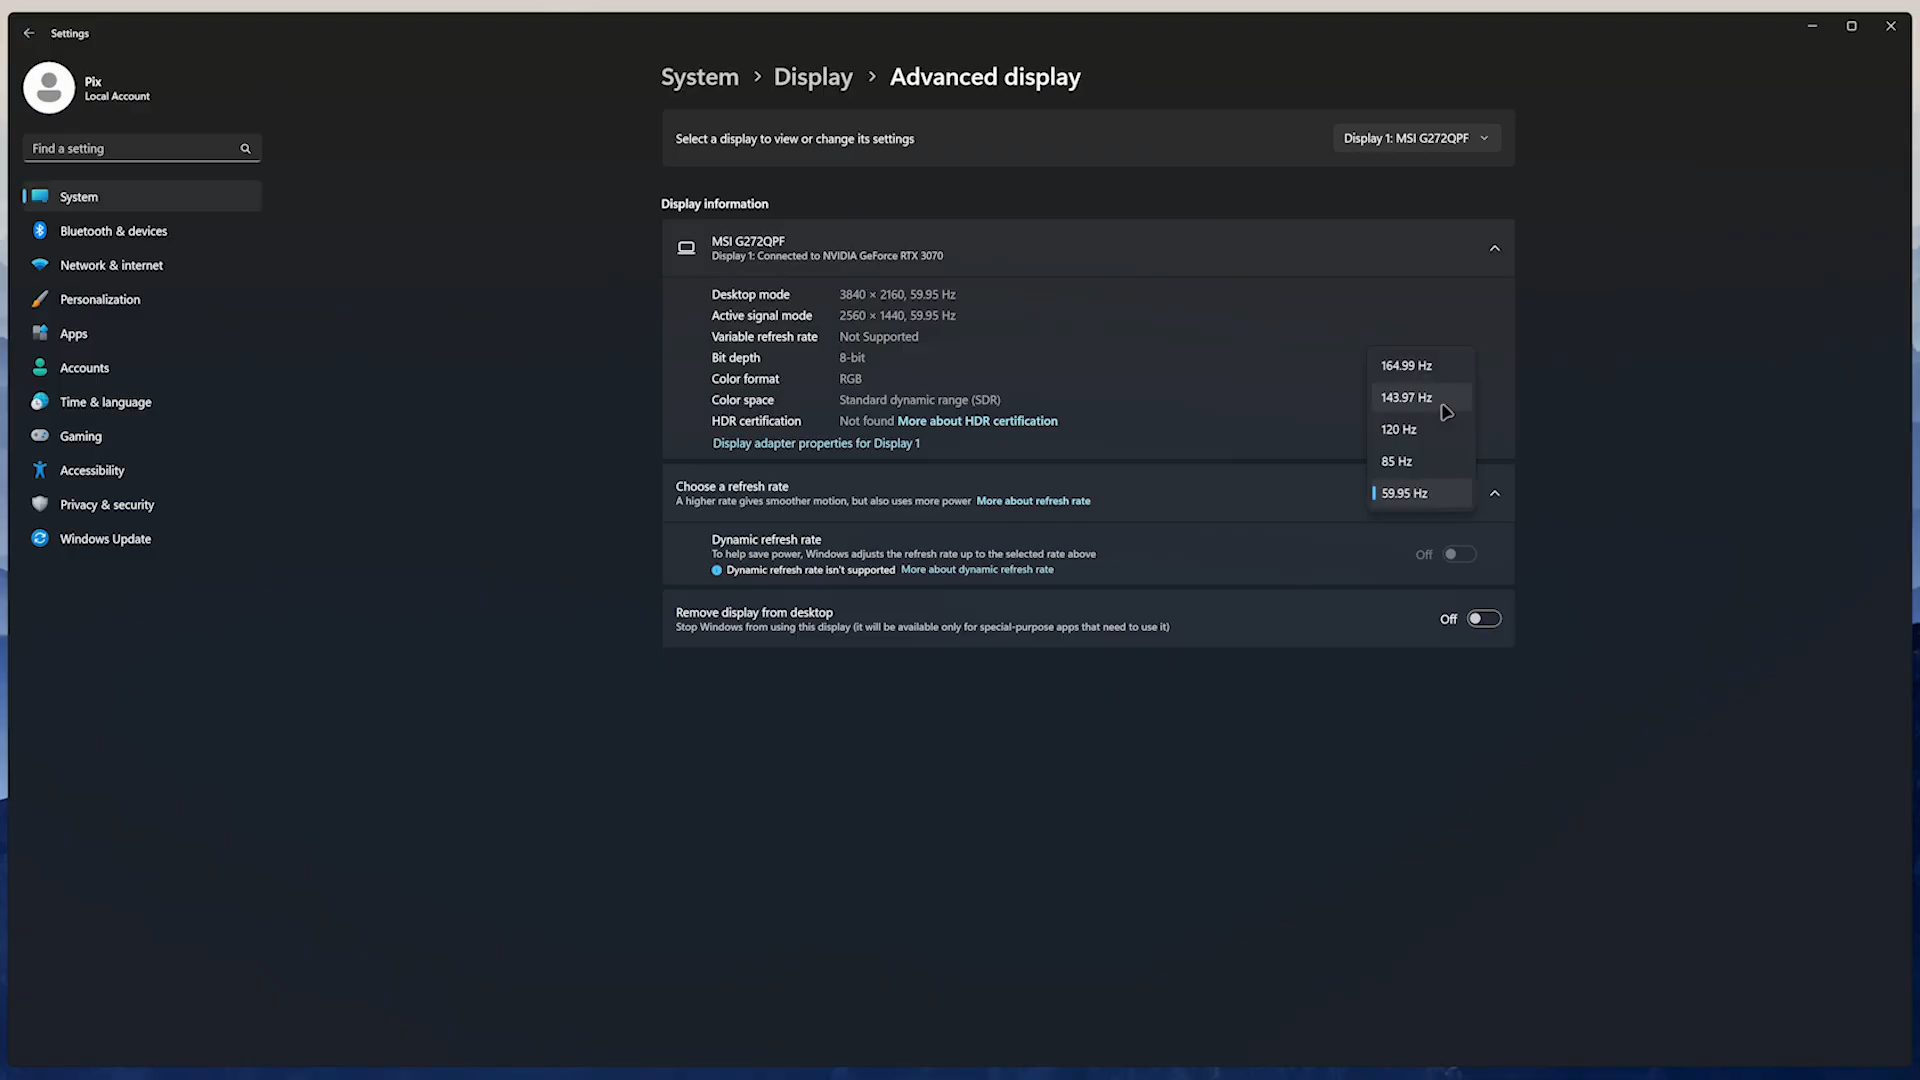 Settings
Pix
Local Account
Find a setting
System
Bluetooth & devices
Network & internet
Personalization
Apps
Accounts
Time & language
Gaming
Accessibility
Privacy & security
Windows Update
System > Display > Advanced display
Select a display to view or change its settings
Display 1: MSI G272QPF
Display information
MSI G272QPF
Display 1: Connected to NVIDIA GeForce RTX 3070
Desktop mode 3840 × 2160, 59.95 Hz
Active signal mode 2560 × 1440, 59.95 Hz
Variable refresh rate Not Supported
Bit depth 8-bit
Color format RGB
Color space Standard dynamic range (SDR)
HDR certification Not found More about HDR certification
Display adapter properties for Display 1
164.99 Hz
143.97 Hz
120 Hz
85 Hz
59.95 Hz
Choose a refresh rate
A higher rate gives smoother motion, but also uses more power More about refresh rate
Dynamic refresh rate
To help save power, Windows adjusts the refresh rate up to the selected rate above
Dynamic refresh rate isn't supported More about dynamic refresh rate
Off
Remove display from desktop
Stop Windows from using this display (it will be available only for special-purpose apps that need to use it)
Off